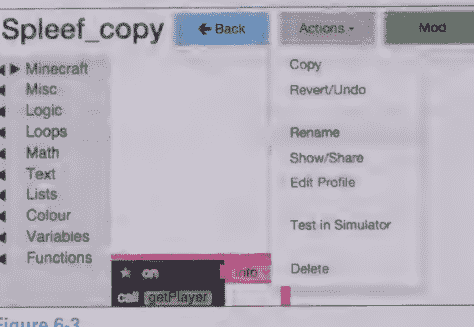 Spleef_copy
Back
Actions
Mod
Minecraft
Misc
Logic
Loops
Math
Text
Lists
Colour
Variables
Functions
Copy
Revert/Undo
Rename
Show/Share
Edit Profile
Test in Simulator
Delete
on
call getPlayer
Figure 6-3